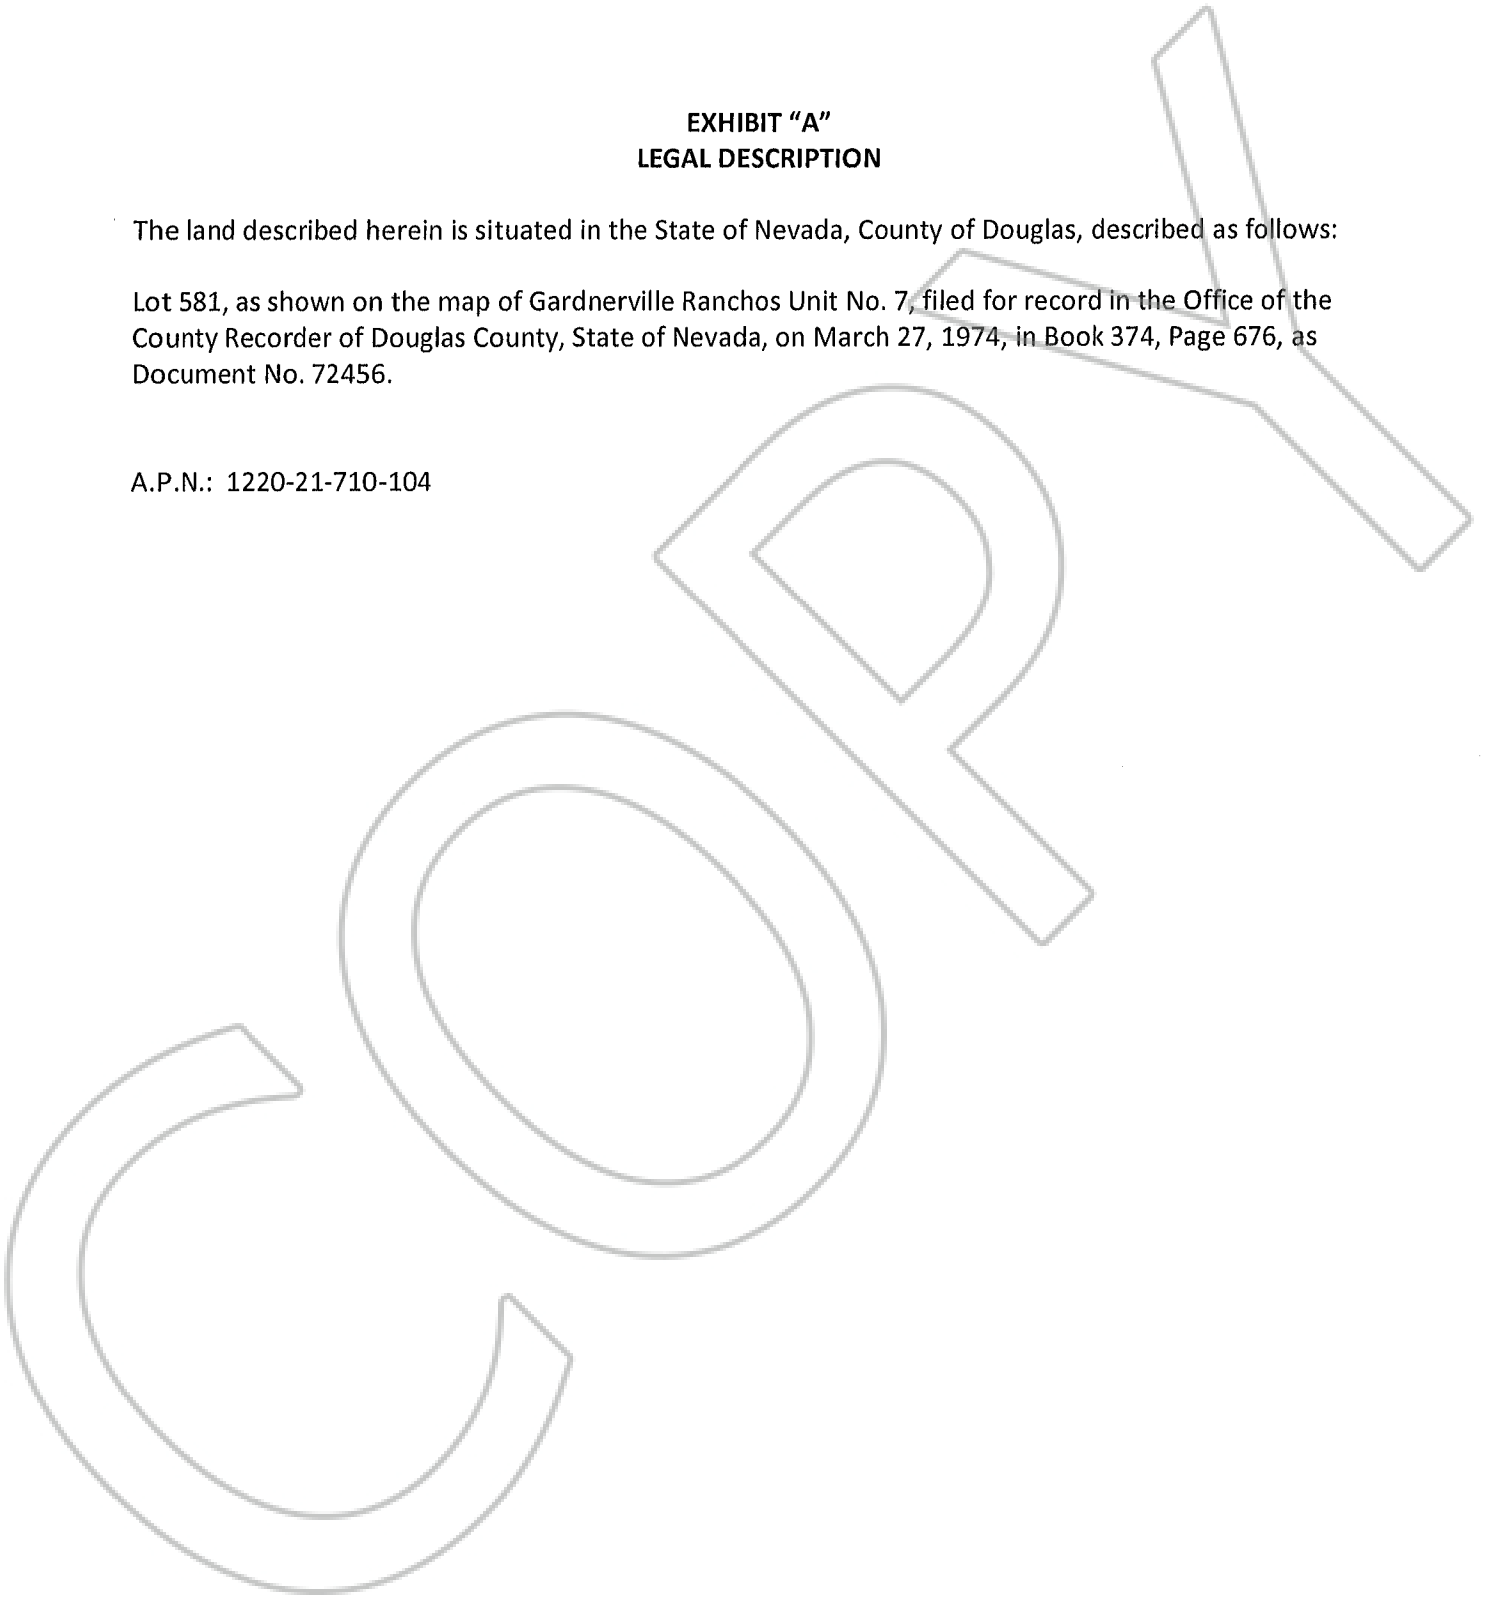 EXHIBIT “A”
LEGAL DESCRIPTION
The land described herein is situated in the State of Nevada, County of Douglas, described as follows:
Lot 581, as shown on the map of Gardnerville Ranchos Unit No. 7, filed for record in the Office of the
County Recorder of Douglas County, State of Nevada, on March 27, 1974, in Book 374, Page 676, as
Document No. 72456.
A.P.N.: 1220-21-710-104
COPY